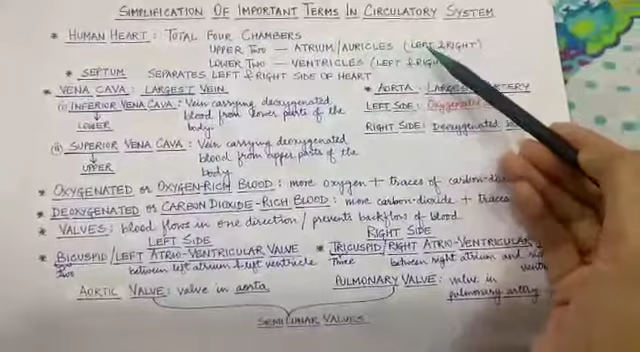 SIMPLIFICATION OF IMPORTANT TERMS IN CIRCULATORY SYSTEM
* HUMAN HEART: TOTAL FOUR CHAMBERS
UPPER TWO — ATRIUM/AURICLES (LEFT & RIGHT)
LOWER TWO — VENTRICLES (LEFT & RIGHT
* SEPTUM SEPARATES LEFT & RIGHT SIDE OF HEART
* VENA CAVA: LARGEST VEIN
(i) INFERIOR VENA CAVA: Vein carrying deoxygenated
LOWER
blood from lower parts of the
body.
(ii) SUPERIOR VENA CAVA: Vein carrying deoxygenated
UPPER
blood from upper parts of the
body.
* AORTA LARGEST
LEFT SIDE: Oxygenated
RIGHT SIDE: Deoxygenated
* OXYGENATED or OXYGEN-RICH BLOOD: more oxygen + traces of carbon-
* DEOXYGENATED or CARBON DIOXIDE-RICH BLOOD: more carbon-dioxide + traces
* VALVES: blood flows in one direction/prevents backflows of blood.
LEFT SIDE
* BICUSPID/LEFT ATRIO-VENTRICULAR VALVE
Two between left atrium & left ventricle
RIGHT SIDE
* TRICUSPID/RIGHT ATRIO-VENTRICULAR
Three between right atrium and
AORTIC VALVE: valve in aorta
PULMONARY VALVE: valve in
pulmonary artery
SEMILUNAR VALVES